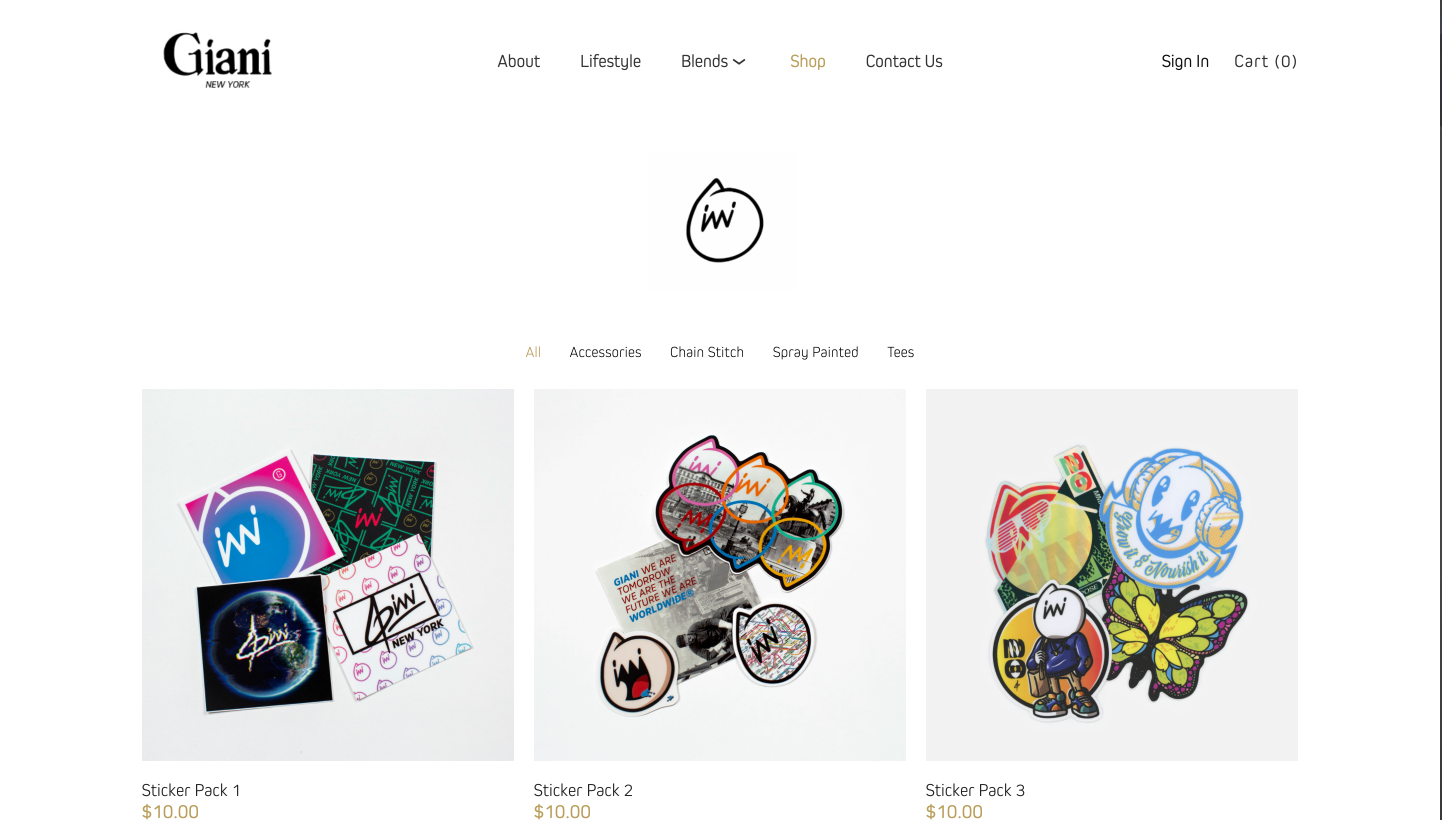 Giani
NEW YORK
About
Lifestyle
Blends
Shop
Contact Us
Sign In
Cart (0)
All
Accessories
Chain Stitch
Spray Painted
Tees
NEW YORK
GIANI WE ARE
TOMORROW
WE ARE THE
FUTURE WE ARE
WORLDWIDE®
Grow it & Nourish it
Sticker Pack 1
$10.00
Sticker Pack 2
$10.00
Sticker Pack 3
$10.00